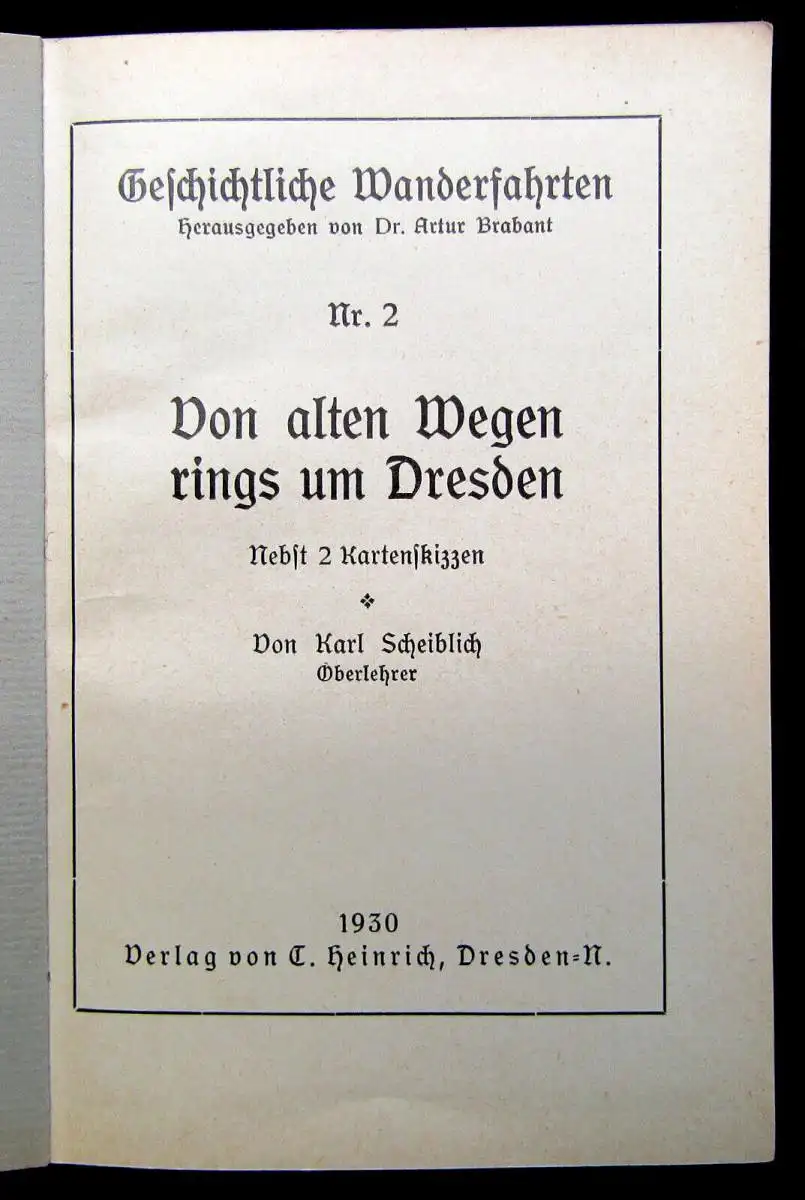 Geſchichtliche Wanderfahrten
Herausgegeben von Dr. Artur Brabant
Nr. 2
Von alten Wegen
rings um Dresden
Nebſt 2 Kartenſkizzen
Von Karl Scheiblich
Oberlehrer
1930
Verlag von C. Heinrich, Dresden=N.